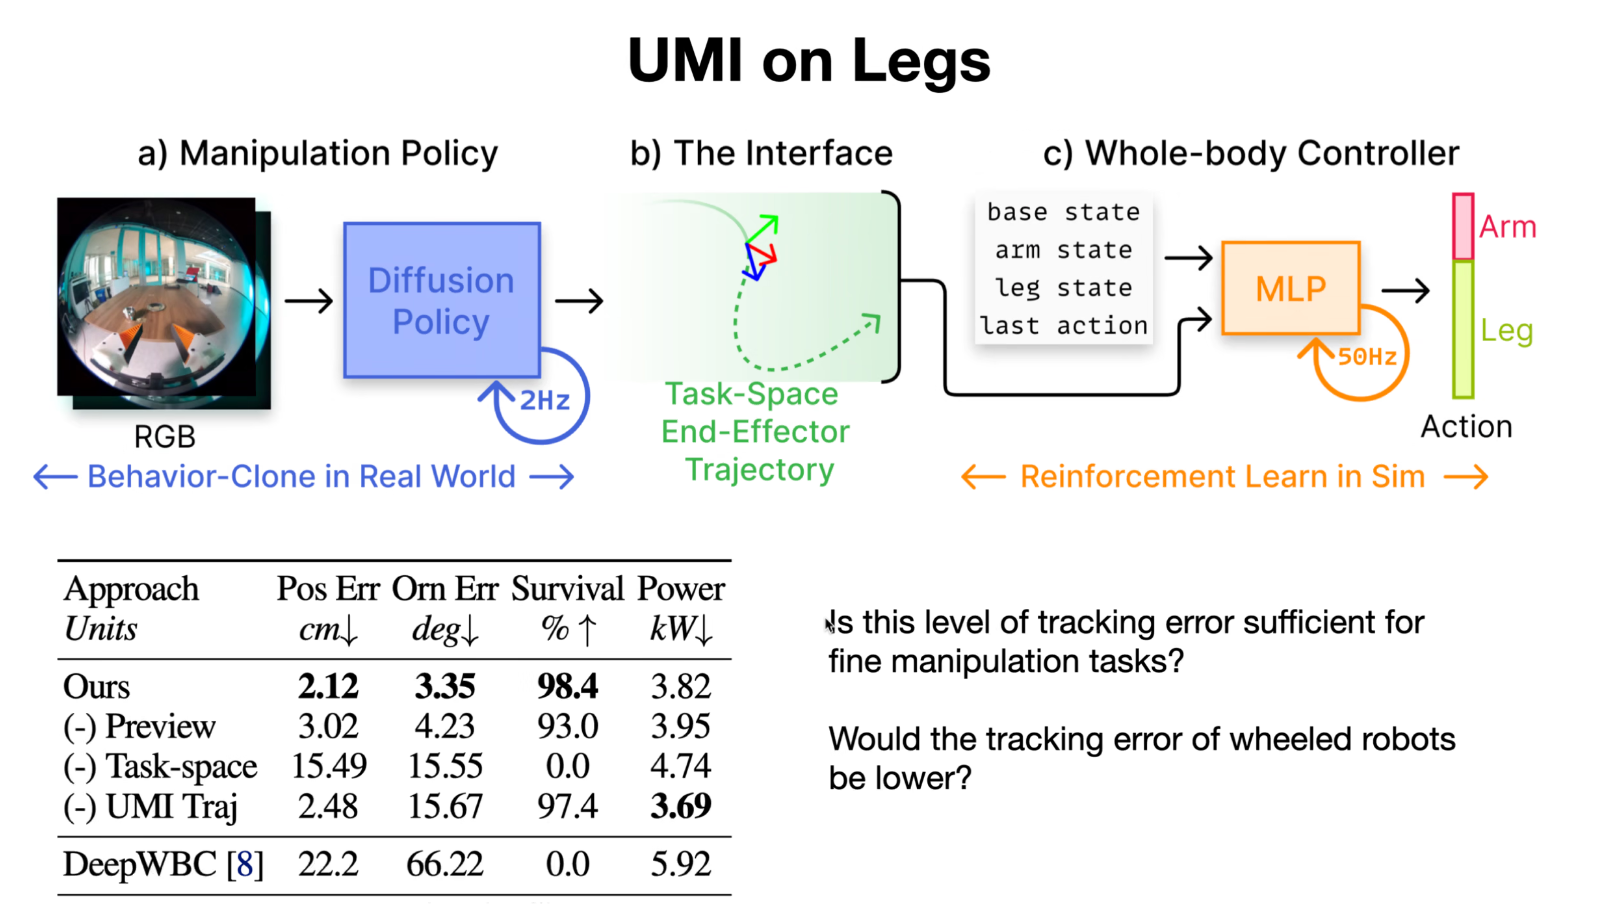 UMI on Legs
a) Manipulation Policy
b) The Interface
c) Whole-body Controller
Diffusion
Policy
2Hz
RGB
← Behavior-Clone in Real World →
Task-Space
End-Effector
Trajectory
base state
arm state
leg state
last action
MLP
50Hz
Arm
Leg
Action
← Reinforcement Learn in Sim →
Approach Pos Err Orn Err Survival Power
Units cm↓ deg↓ % ↑ kW↓
Ours 2.12 3.35 98.4 3.82
(-) Preview 3.02 4.23 93.0 3.95
(-) Task-space 15.49 15.55 0.0 4.74
(-) UMI Traj 2.48 15.67 97.4 3.69
DeepWBC [8] 22.2 66.22 0.0 5.92
Is this level of tracking error sufficient for
fine manipulation tasks?
Would the tracking error of wheeled robots
be lower?